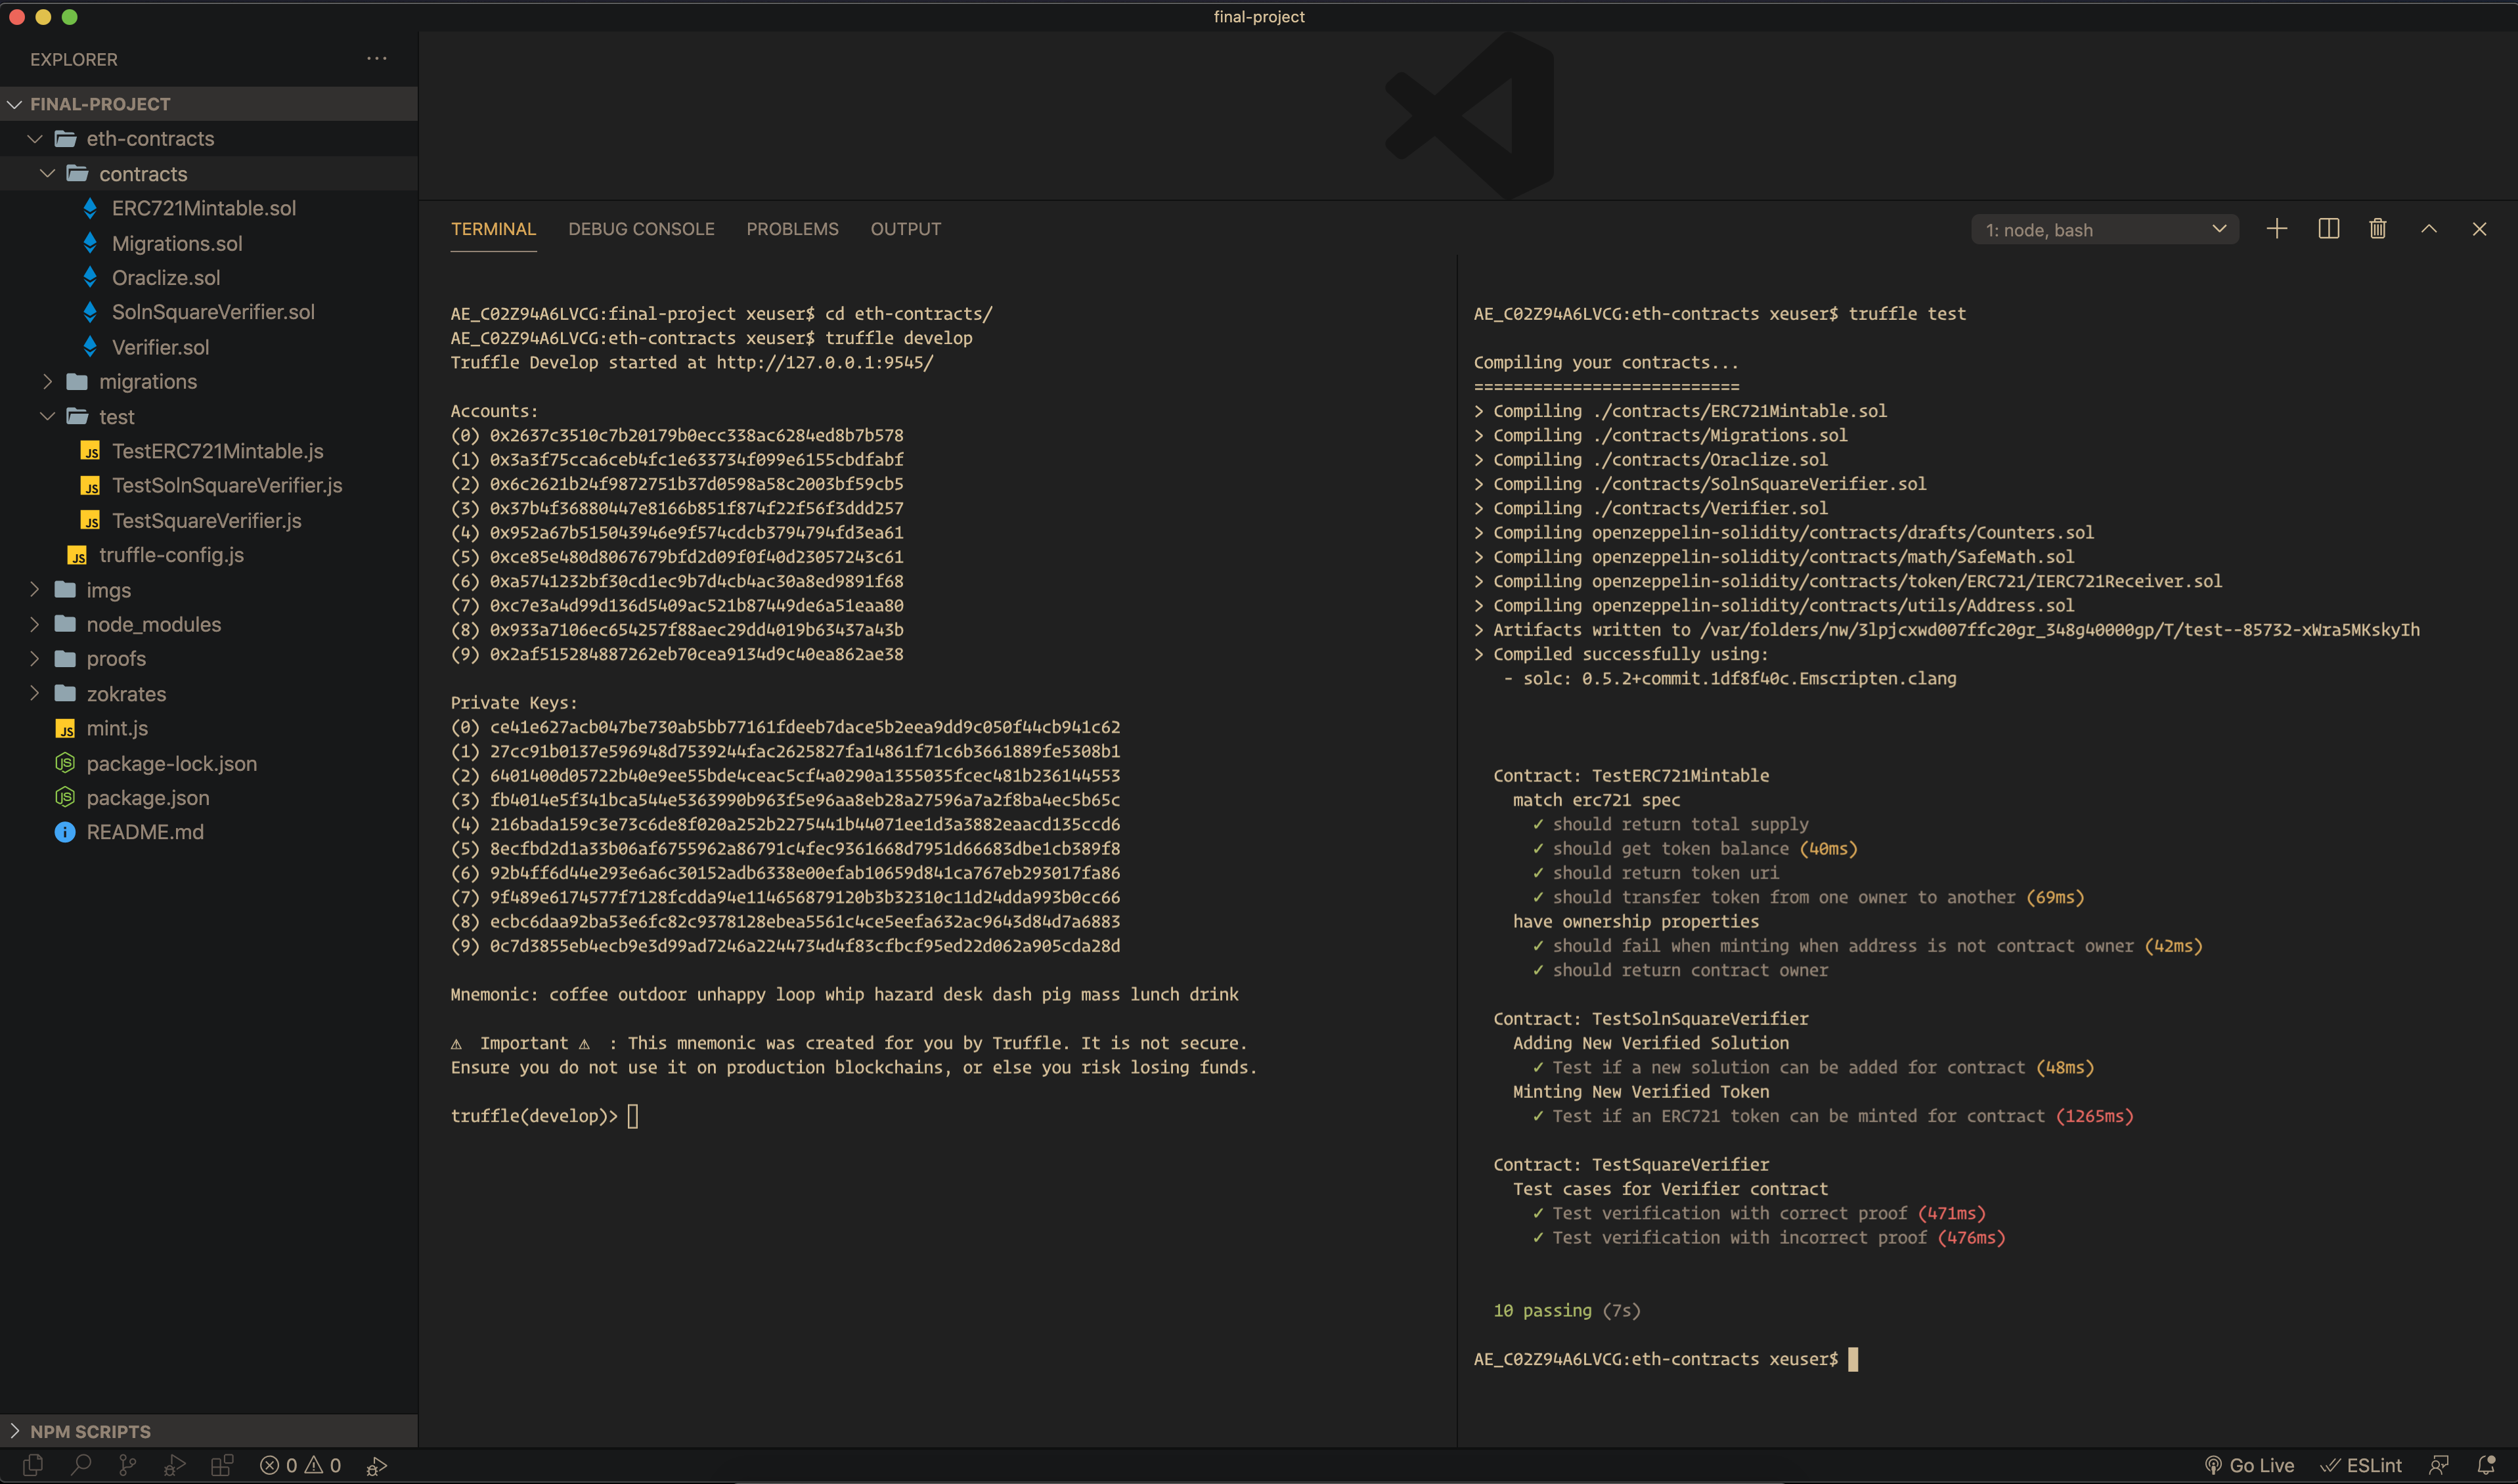 final-project
EXPLORER
FINAL-PROJECT
eth-contracts
contracts
ERC721Mintable.sol
Migrations.sol
Oraclize.sol
SolnSquareVerifier.sol
Verifier.sol
migrations
test
TestERC721Mintable.js
TestSolnSquareVerifier.js
TestSquareVerifier.js
truffle-config.js
imgs
node_modules
proofs
zokrates
mint.js
package-lock.json
package.json
README.md
NPM SCRIPTS
TERMINAL DEBUG CONSOLE PROBLEMS OUTPUT
1: node, bash
AE_C02Z94A6LVCG:final-project xeuser$ cd eth-contracts/
AE_C02Z94A6LVCG:eth-contracts xeuser$ truffle develop
Truffle Develop started at http://127.0.0.1:9545/
Accounts:
(0) 0x2637c3510c7b20179b0ecc338ac6284ed8b7b578
(1) 0x3a3f75cca6ceb4fc1e633734f099e6155cbdfabf
(2) 0x6c2621b24f9872751b37d0598a58c2003bf59cb5
(3) 0x37b4f36880447e8166b851f874f22f56f3ddd257
(4) 0x952a67b515043946e9f574cdcb3794794fd3ea61
(5) 0xce85e480d8067679bfd2d09f0f40d23057243c61
(6) 0xa5741232bf30cd1ec9b7d4cb4ac30a8ed9891f68
(7) 0xc7e3a4d99d136d5409ac521b87449de6a51eaa80
(8) 0x933a7106ec654257f88aec29dd4019b63437a43b
(9) 0x2af515284887262eb70cea9134d9c40ea862ae38
Private Keys:
(0) ce41e627acb047be730ab5bb77161fdeeb7dace5b2eea9dd9c050f44cb941c62
(1) 27cc91b0137e596948d7539244fac2625827fa14861f71c6b3661889fe5308b1
(2) 6401400d05722b40e9ee55bde4ceac5cf4a0290a1355035fcec481b236144553
(3) fb4014e5f341bca544e5363990b963f5e96aa8eb28a27596a7a2f8ba4ec5b65c
(4) 216bada159c3e73c6de8f020a252b2275441b44071ee1d3a3882eaacd135ccd6
(5) 8ecfbd2d1a33b06af6755962a86791c4fec9361668d7951d66683dbe1cb389f8
(6) 92b4ff6d44e293e6a6c30152adb6338e00efab10659d841ca767eb293017fa86
(7) 9f489e6174577f7128fcdda94e114656879120b3b32310c11d24dda993b0cc66
(8) ecbc6daa92ba53e6fc82c9378128ebea5561c4ce5eefa632ac9643d84d7a6883
(9) 0c7d3855eb4ecb9e3d99ad7246a2244734d4f83cfbcf95ed22d062a905cda28d
Mnemonic: coffee outdoor unhappy loop whip hazard desk dash pig mass lunch drink
⚠ Important ⚠ : This mnemonic was created for you by Truffle. It is not secure.
Ensure you do not use it on production blockchains, or else you risk losing funds.
truffle(develop)>
AE_C02Z94A6LVCG:eth-contracts xeuser$ truffle test
Compiling your contracts...
===========================
> Compiling ./contracts/ERC721Mintable.sol
> Compiling ./contracts/Migrations.sol
> Compiling ./contracts/Oraclize.sol
> Compiling ./contracts/SolnSquareVerifier.sol
> Compiling ./contracts/Verifier.sol
> Compiling openzeppelin-solidity/contracts/drafts/Counters.sol
> Compiling openzeppelin-solidity/contracts/math/SafeMath.sol
> Compiling openzeppelin-solidity/contracts/token/ERC721/IERC721Receiver.sol
> Compiling openzeppelin-solidity/contracts/utils/Address.sol
> Artifacts written to /var/folders/nw/3lpjcxwd007ffc20gr_348g40000gp/T/test--85732-xWra5MKskyIh
> Compiled successfully using:
- solc: 0.5.2+commit.1df8f40c.Emscripten.clang
Contract: TestERC721Mintable
match erc721 spec
✓ should return total supply
✓ should get token balance (40ms)
✓ should return token uri
✓ should transfer token from one owner to another (69ms)
have ownership properties
✓ should fail when minting when address is not contract owner (42ms)
✓ should return contract owner
Contract: TestSolnSquareVerifier
Adding New Verified Solution
✓ Test if a new solution can be added for contract (48ms)
Minting New Verified Token
✓ Test if an ERC721 token can be minted for contract (1265ms)
Contract: TestSquareVerifier
Test cases for Verifier contract
✓ Test verification with correct proof (471ms)
✓ Test verification with incorrect proof (476ms)
10 passing (7s)
AE_C02Z94A6LVCG:eth-contracts xeuser$
0 0
Go Live ESLint